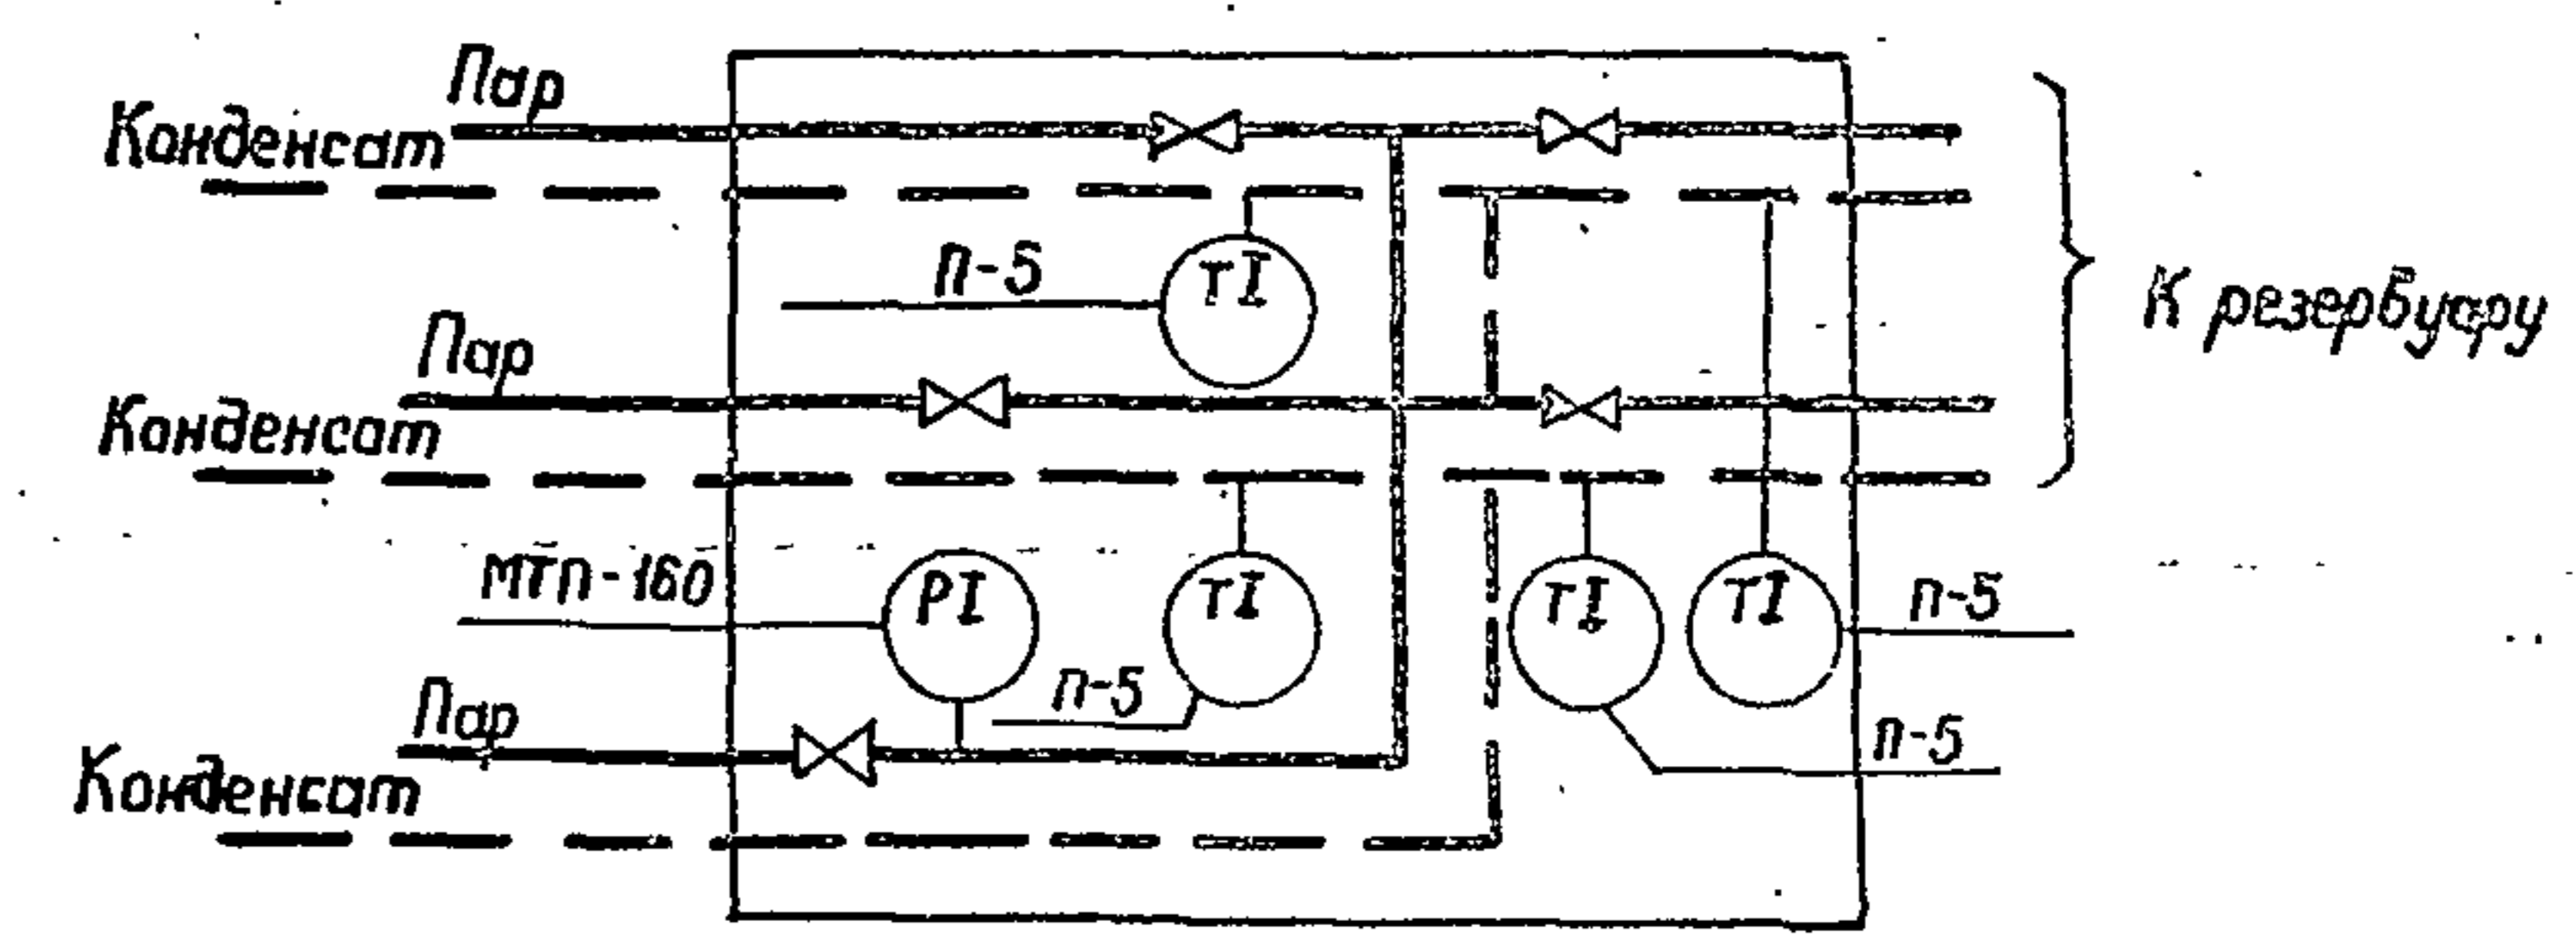 Пар
Конденсат
п-5
TI
К резервуару
Пар
Конденсат
МТП-160
PI
TI
TI
TI
п-5
п-5
Пар
п-5
Конденсат